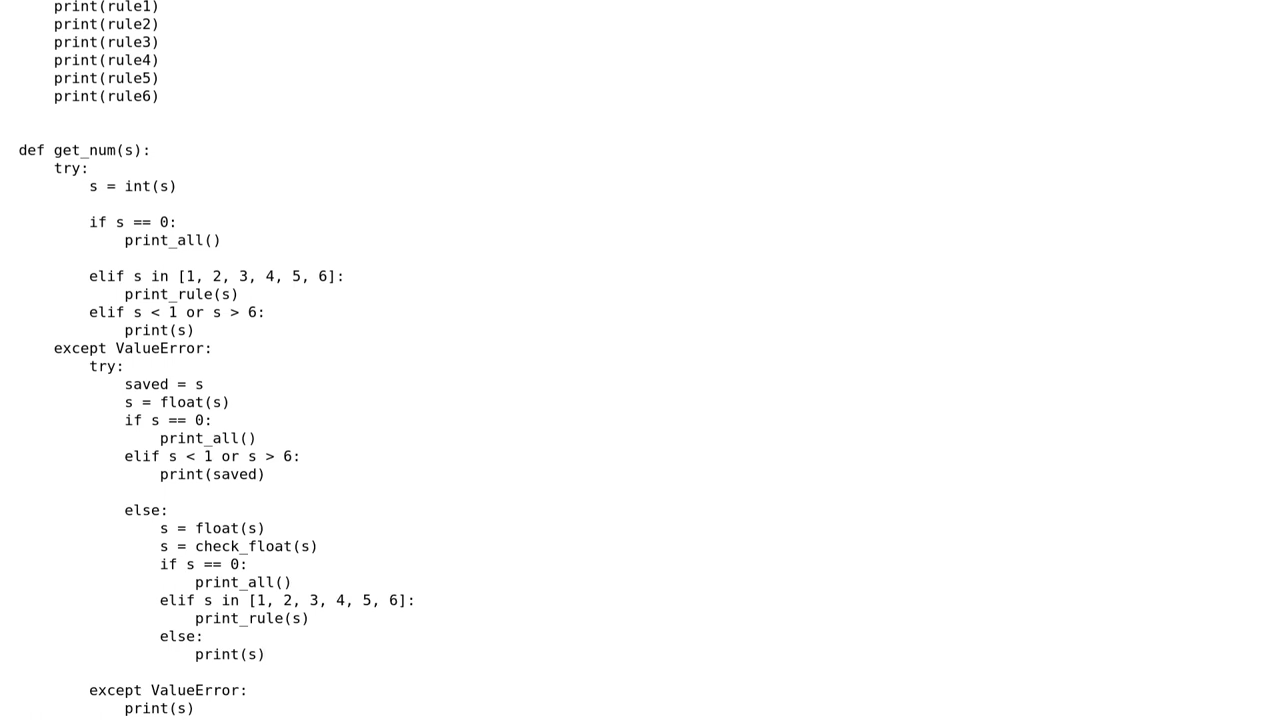 print(rule1)
    print(rule2)
    print(rule3)
    print(rule4)
    print(rule5)
    print(rule6)


def get_num(s):
    try:
        s = int(s)

        if s == 0:
            print_all()

        elif s in [1, 2, 3, 4, 5, 6]:
            print_rule(s)
        elif s < 1 or s > 6:
            print(s)
    except ValueError:
        try:
            saved = s
            s = float(s)
            if s == 0:
                print_all()
            elif s < 1 or s > 6:
                print(saved)

            else:
                s = float(s)
                s = check_float(s)
                if s == 0:
                    print_all()
                elif s in [1, 2, 3, 4, 5, 6]:
                    print_rule(s)
                else:
                    print(s)

        except ValueError:
            print(s)